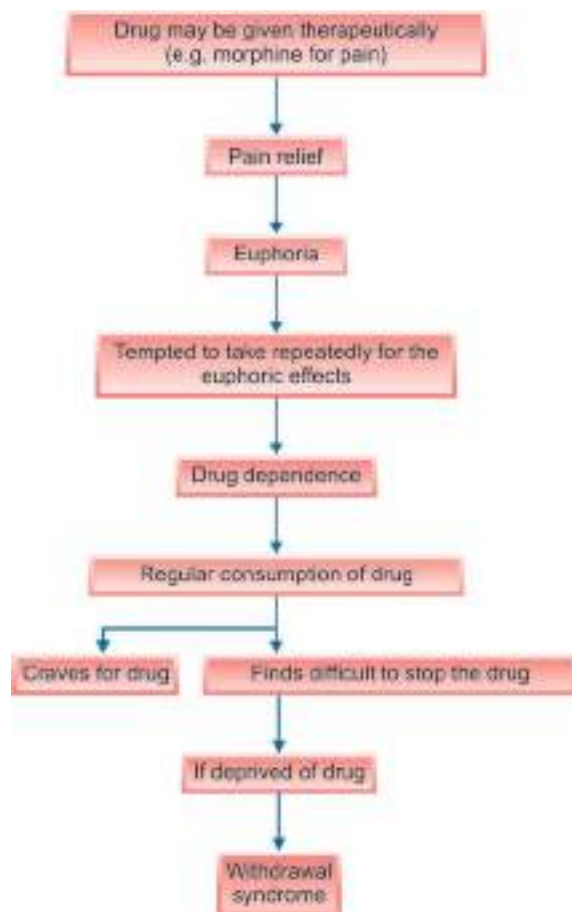 Drug may be given therapeutically
(e.g. morphine for pain)
Pain relief
Euphoria
Tempted to take repeatedly for the
euphoric effects
Drug dependence
Regular consumption of drug
Craves for drug
Finds difficult to stop the drug
If deprived of drug
Withdrawal
syndrome